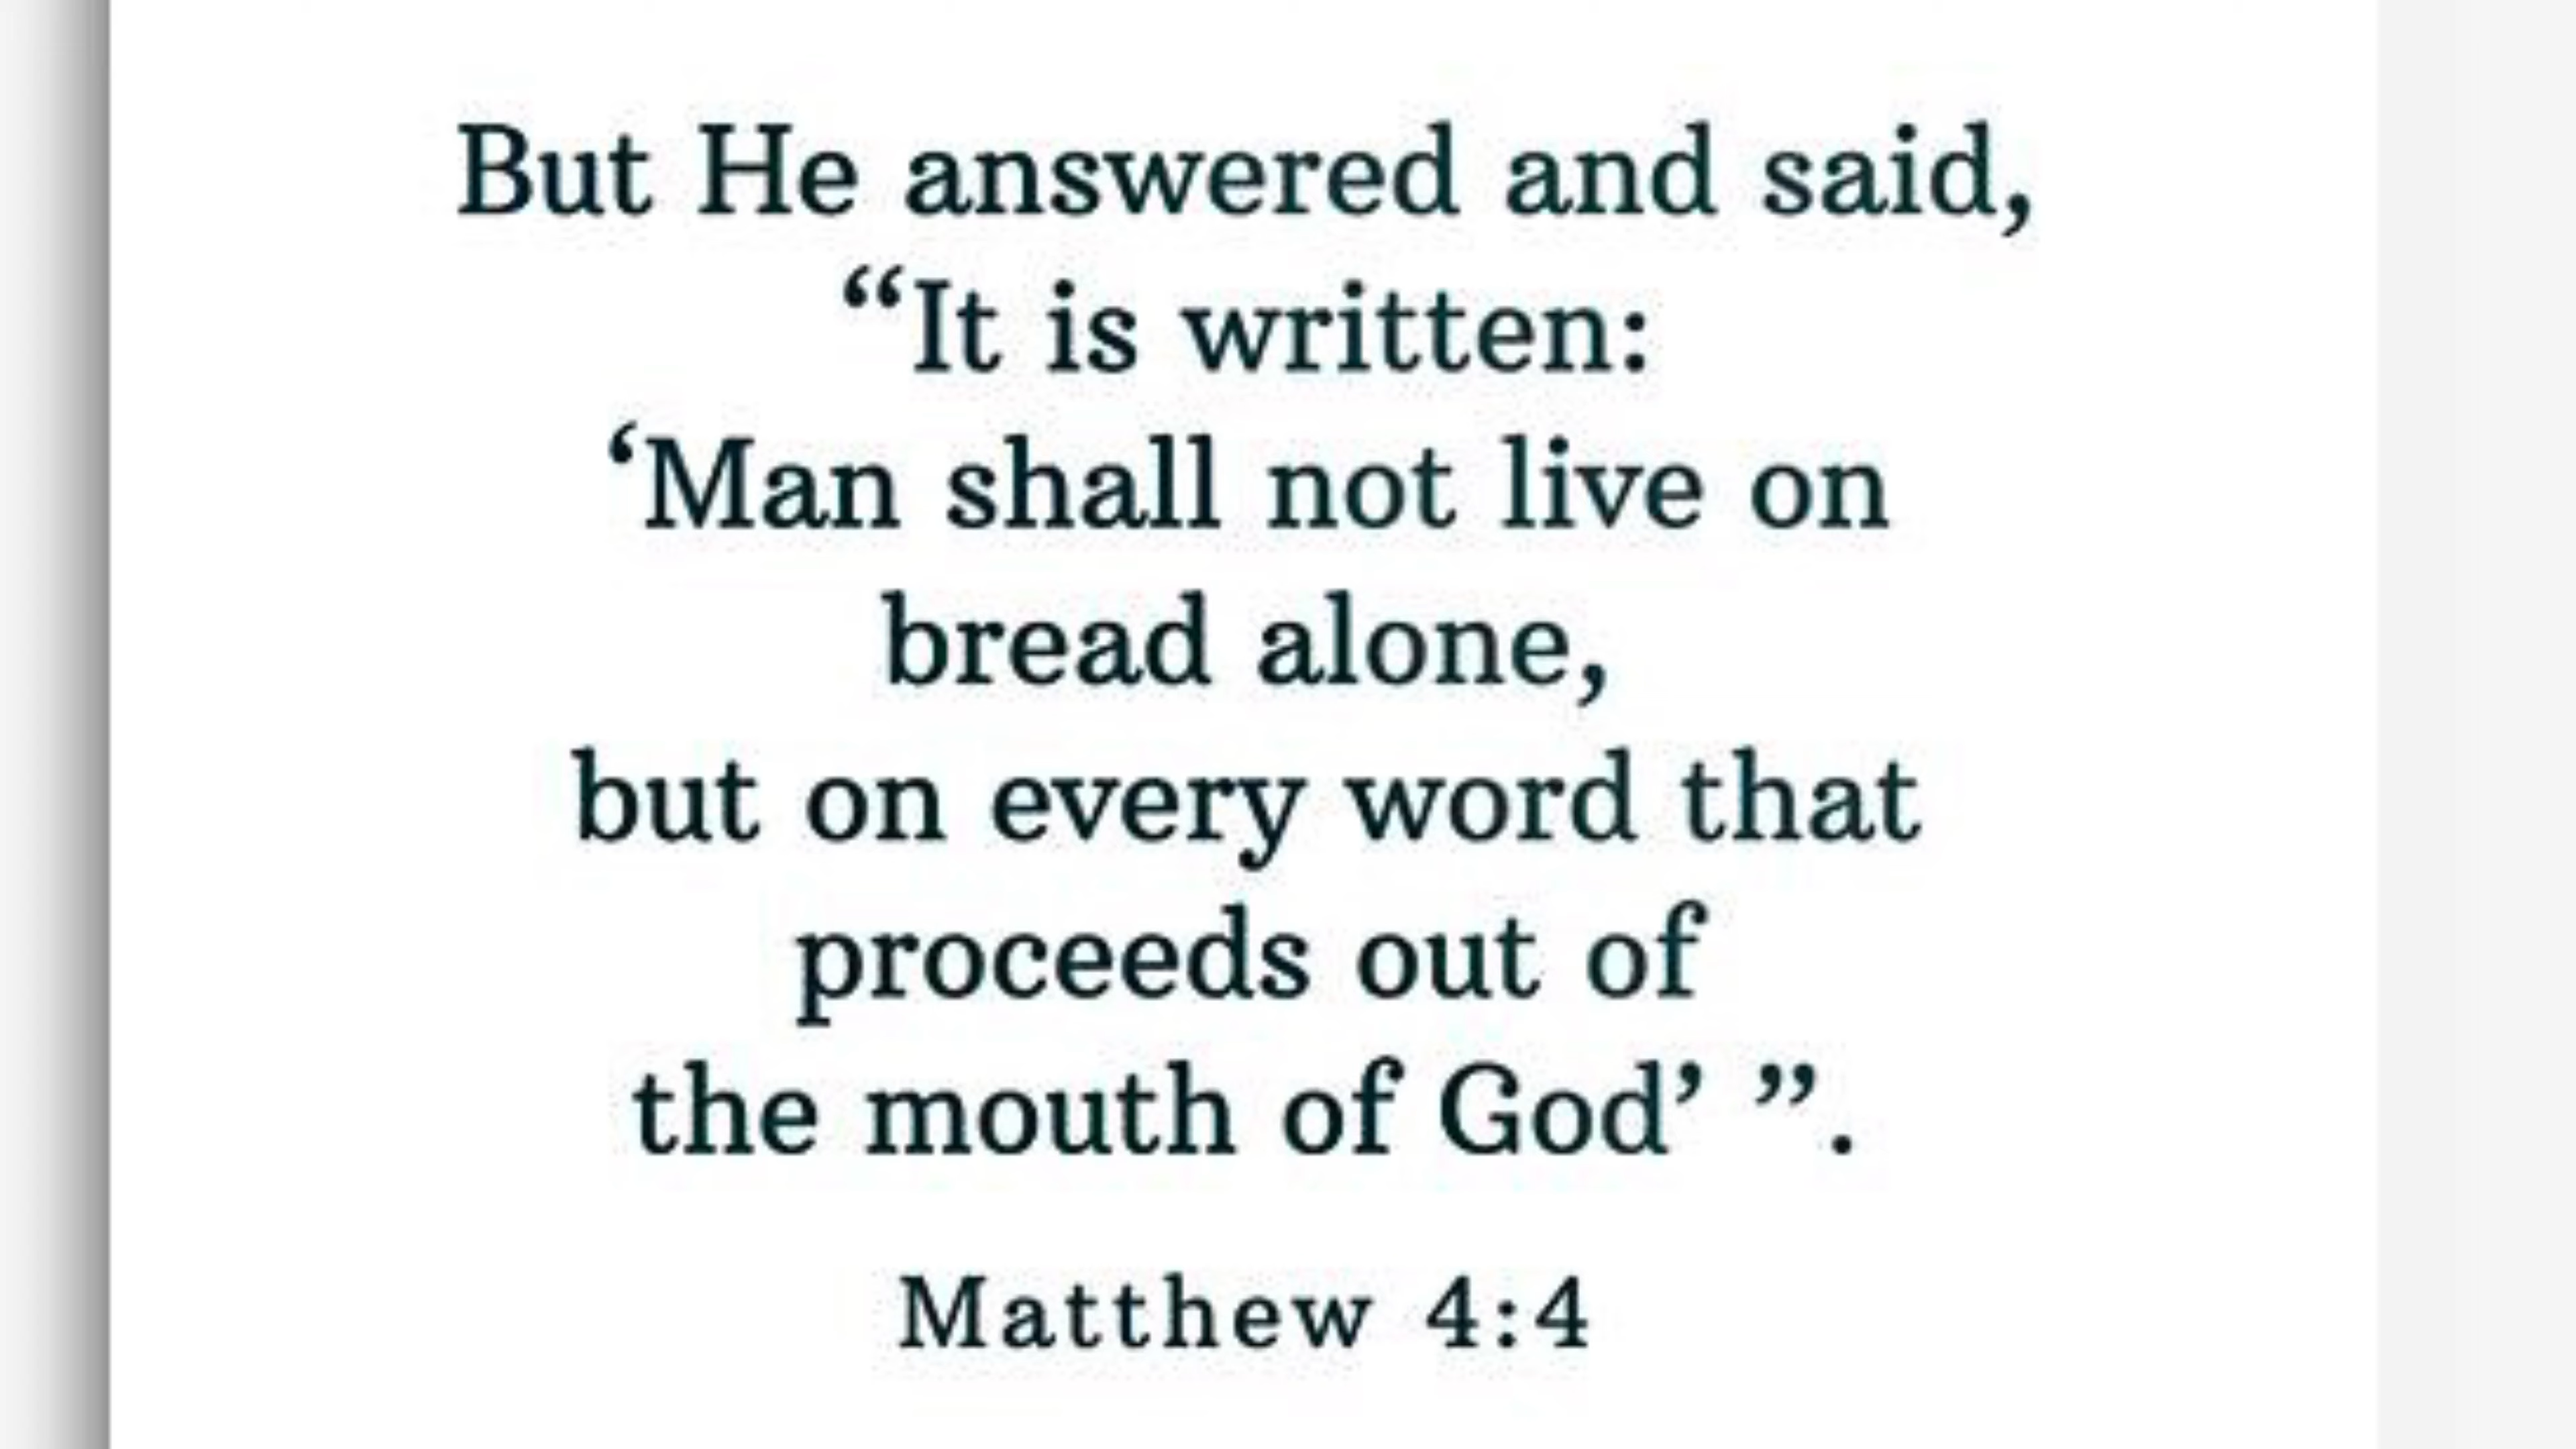 But He answered and said,
“It is written:
‘Man shall not live on
bread alone,
but on every word that
proceeds out of
the mouth of God’ ”.
Matthew 4:4